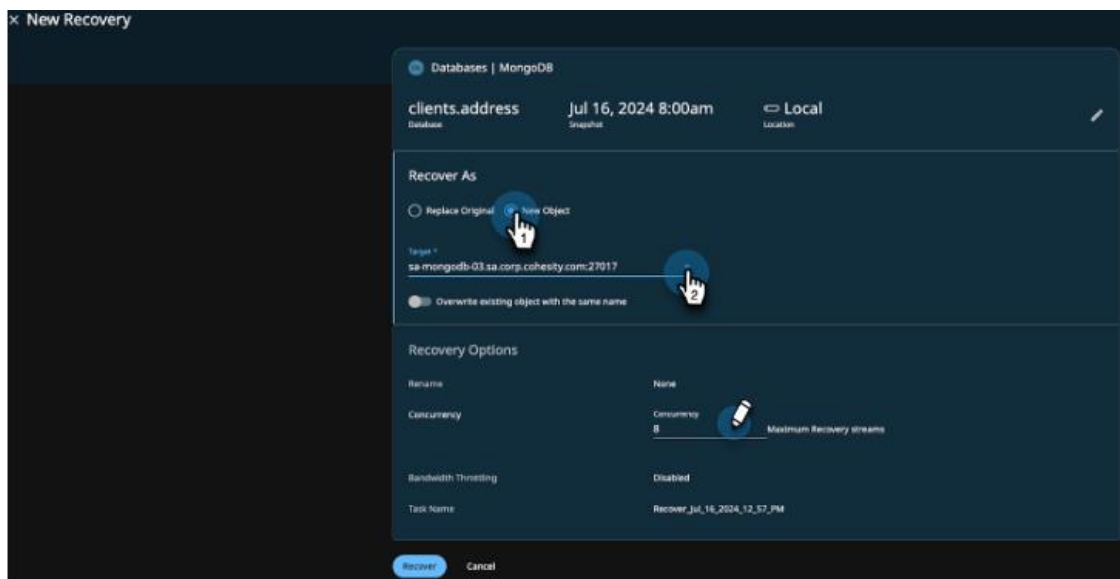 × New Recovery
Databases | MongoDB
clients.address Jul 16, 2024 8:00am Local
Database Snapshot Location
Recover As
Replace Original New Object
1
Target *
sa-mongodb-03.sa.corp.cohesity.com:27017
2
Overwrite existing object with the same name
Recovery Options
Rename None
Concurrency Concurrency
8 Maximum Recovery streams
Bandwidth Throttling Disabled
Task Name Recover_Jul_16_2024_12_57_PM
Recover Cancel